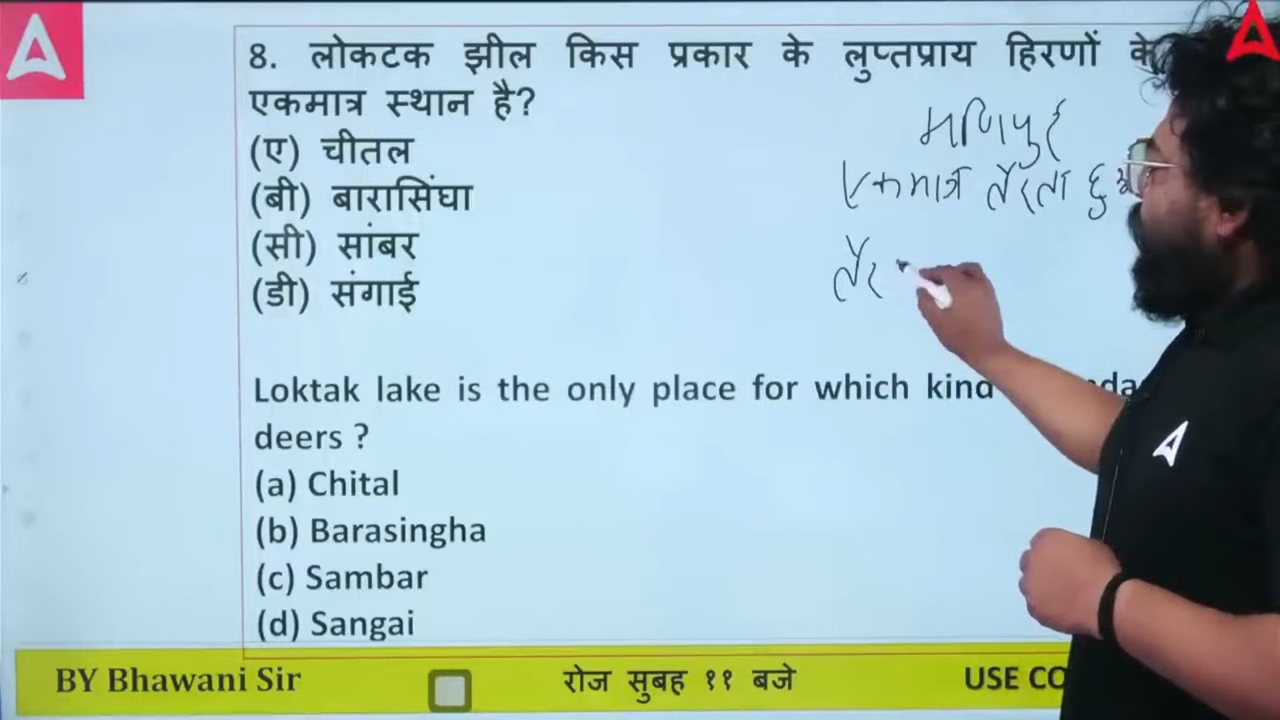 8. लोकटक झील किस प्रकार के लुप्तप्राय हिरणों के
एकमात्र स्थान है?
(ए) चीतल
(बी) बारासिंघा
(सी) सांबर
(डी) संगाई
मणिपुर
एकमात्र तैरता हुआ
तैर
Loktak lake is the only place for which kind
deers ?
(a) Chital
(b) Barasingha
(c) Sambar
(d) Sangai
BY Bhawani Sir
रोज सुबह ११ बजे
USE